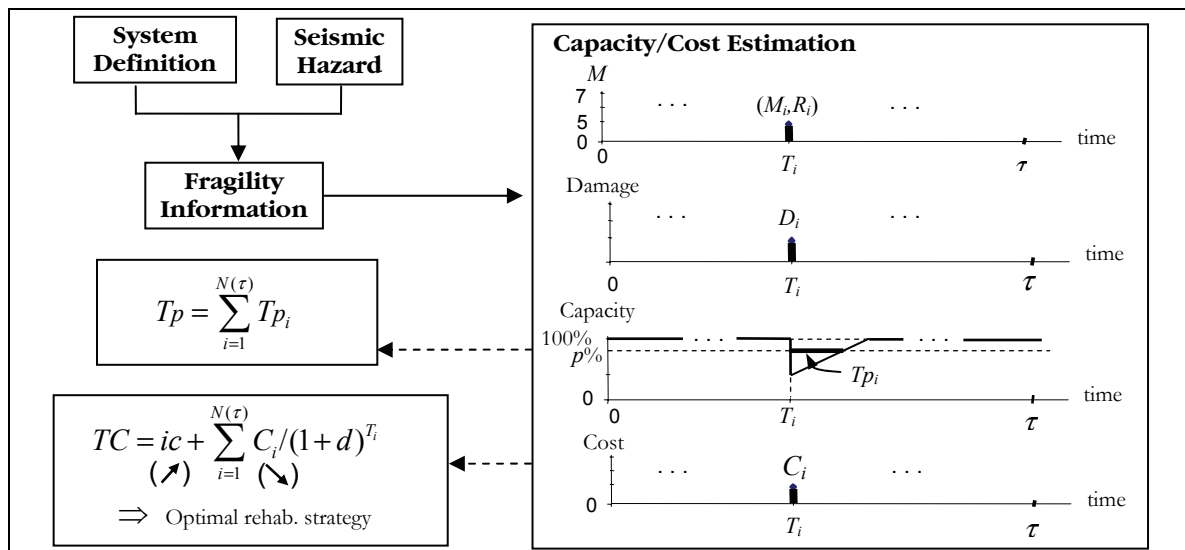 System
Definition
Seismic
Hazard
Fragility
Information
Tp = \sum_{i=1}^{N(τ)} Tp_i
TC = ic + \sum_{i=1}^{N(τ)} C_i/(1+d)^{T_i}
(↗) (↘)
⇒ Optimal rehab. strategy
Capacity/Cost Estimation
M
7
5
0
0
. . .
(M_i,R_i)
. . .
T_i
τ
time
Damage
. . .
D_i
. . .
0
T_i
τ
time
Capacity
100%
p%
0
0
. . .
. . .
Tp_i
T_i
τ
time
Cost
. . .
C_i
. . .
0
T_i
τ
time